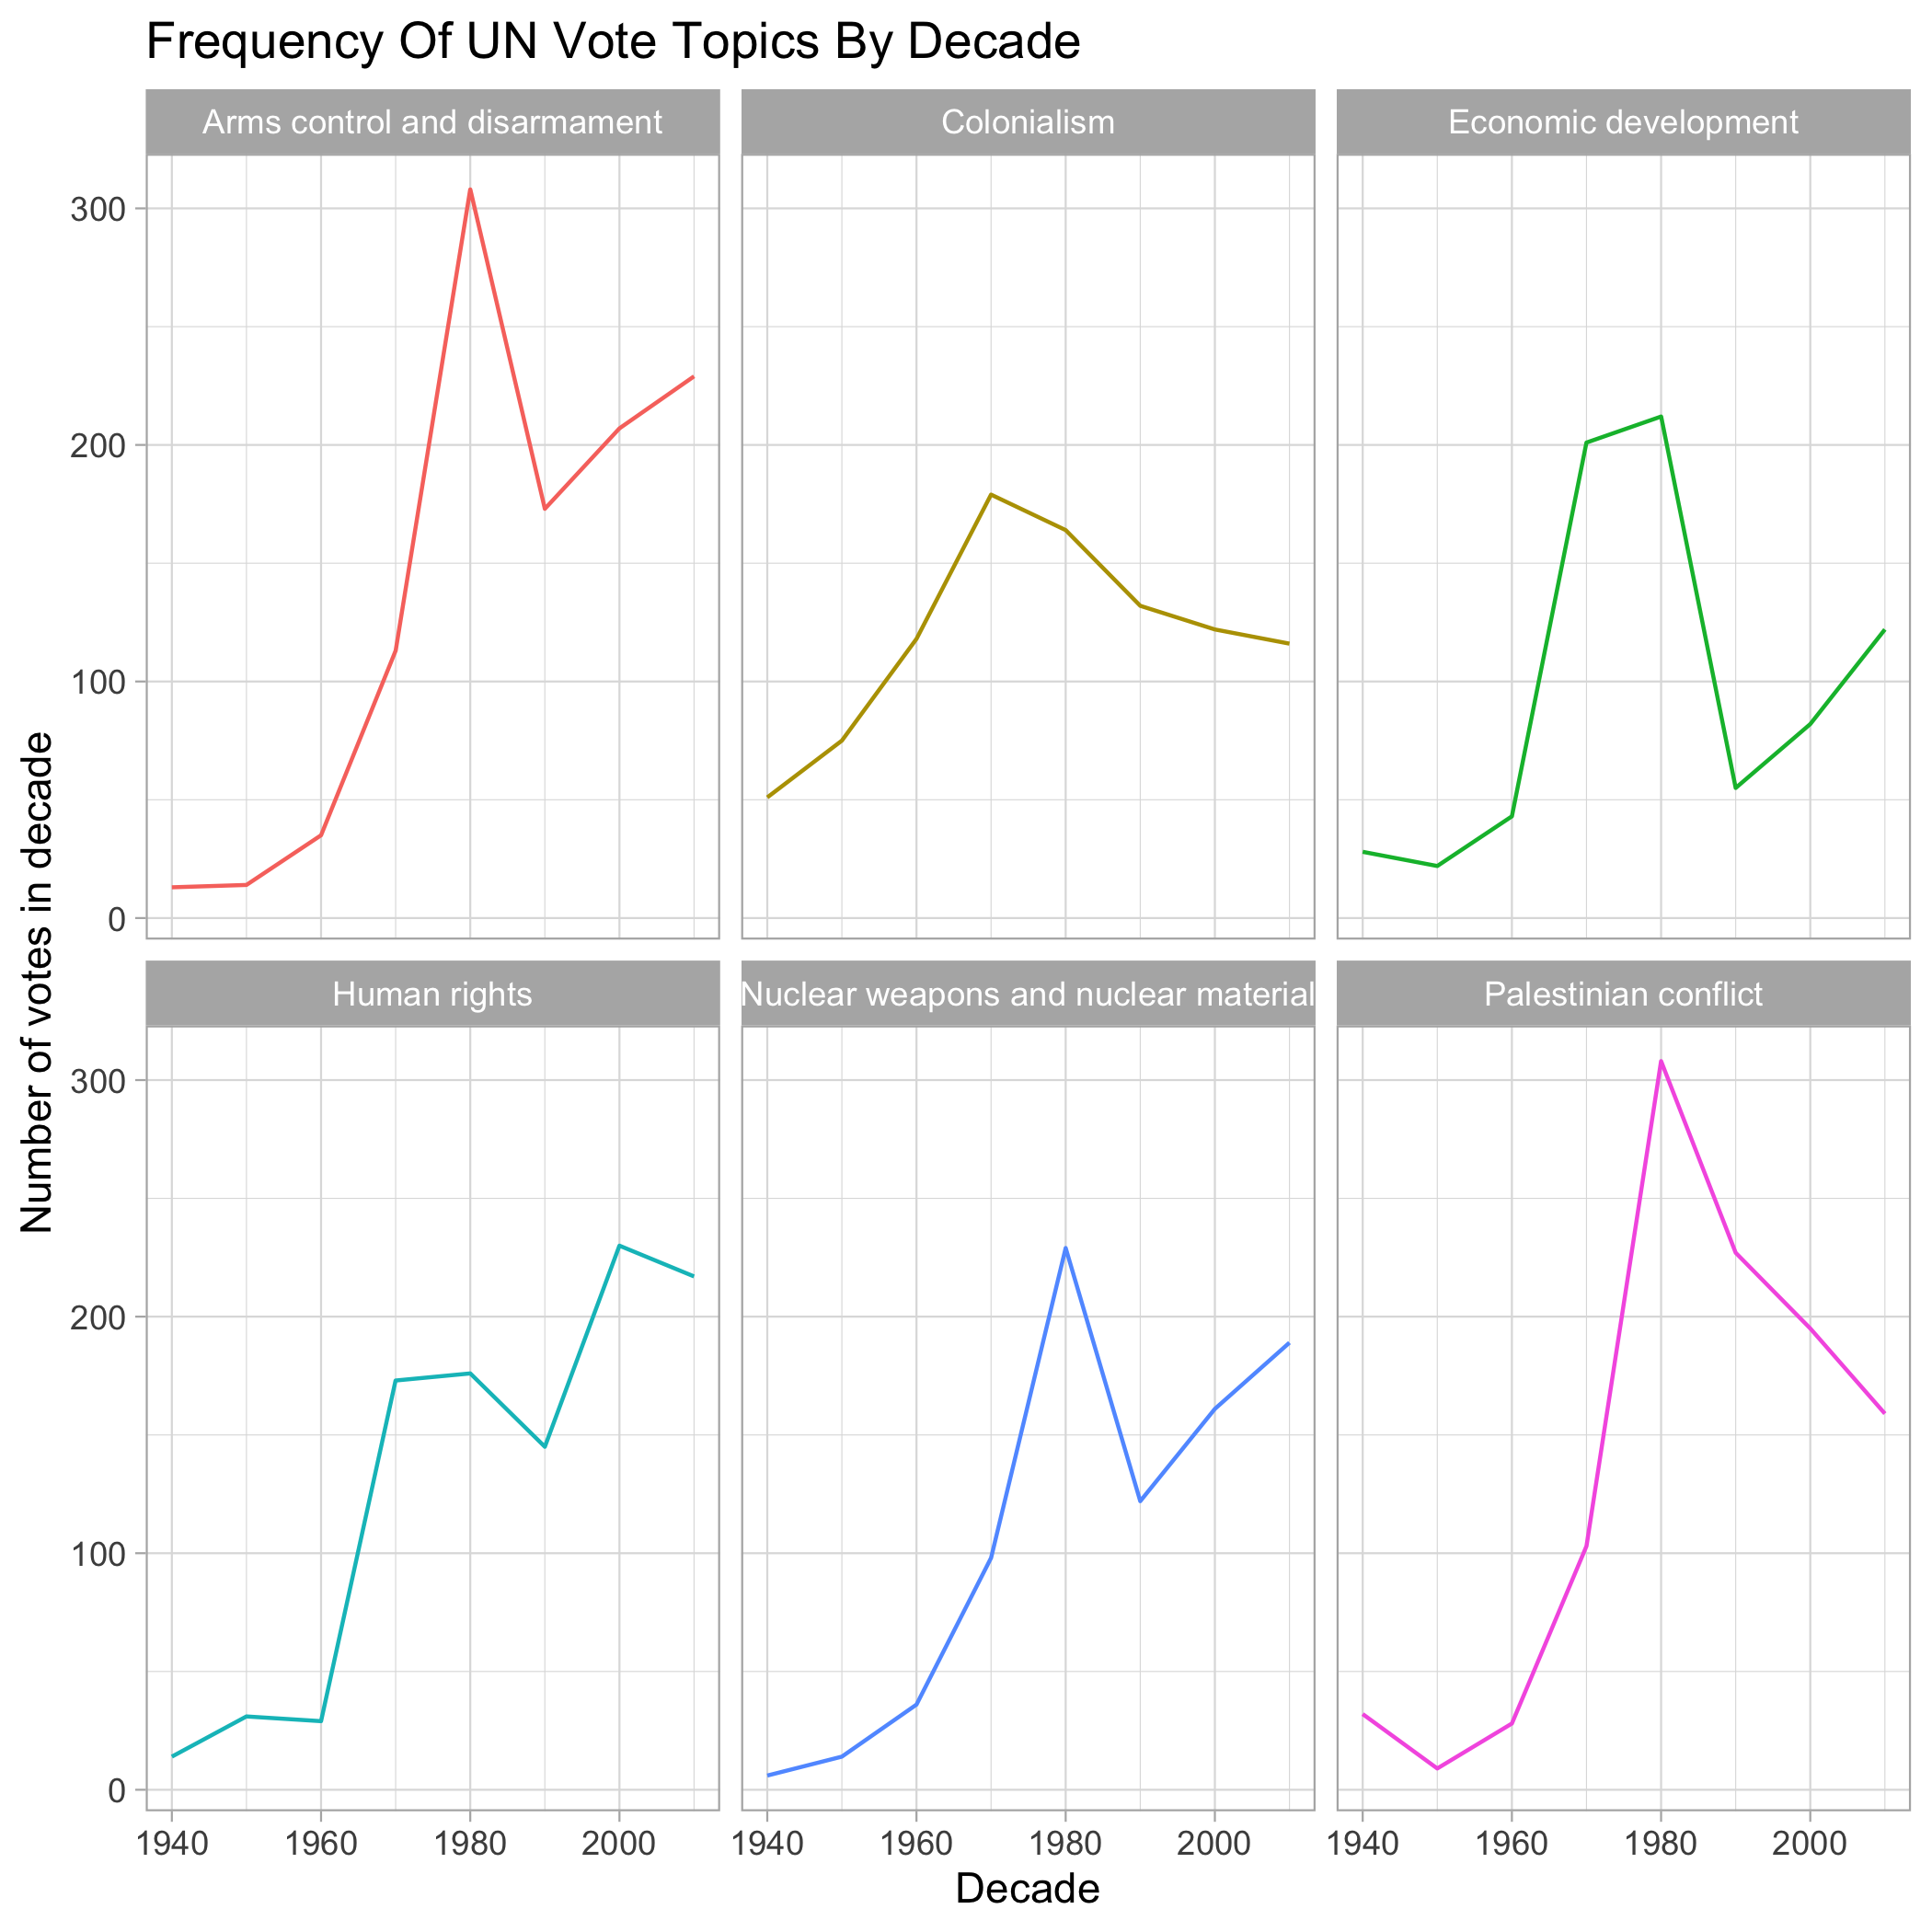 Frequency Of UN Vote Topics By Decade
Arms control and disarmament
Colonialism
Economic development
300
200
100
0
Human rights
Nuclear weapons and nuclear material
Palestinian conflict
300
200
100
0
1940 1960 1980 2000
1940 1960 1980 2000
1940 1960 1980 2000
Number of votes in decade
Decade